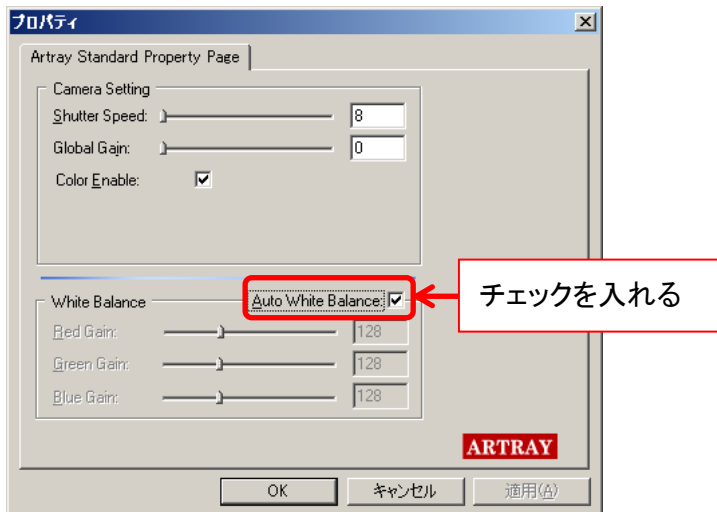 プロパティ
Artray Standard Property Page
Camera Setting
Shutter Speed: 8
Global Gain: 0
Color Enable:
チェックを入れる
White Balance Auto White Balance:
Red Gain: 128
Green Gain: 128
Blue Gain: 128
ARTRAY
OK キャンセル 適用(A)